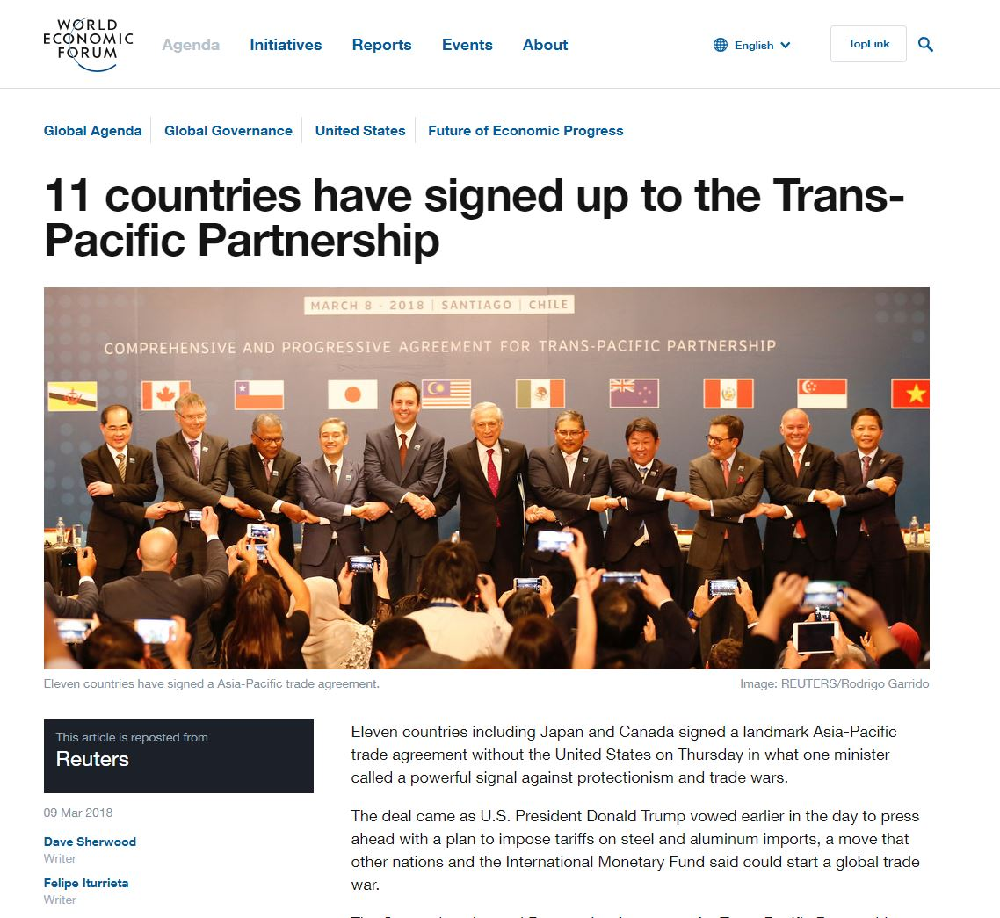 WORLD
ECONOMIC
FORUM
Agenda
Initiatives
Reports
Events
About
English
TopLink
Global Agenda
Global Governance
United States
Future of Economic Progress
11 countries have signed up to the Trans-
Pacific Partnership
MARCH 8 - 2018 | SANTIAGO | CHILE
COMPREHENSIVE AND PROGRESSIVE AGREEMENT FOR TRANS-PACIFIC PARTNERSHIP
Eleven countries have signed a Asia-Pacific trade agreement.
Image: REUTERS/Rodrigo Garrido
This article is reposted from
Reuters
09 Mar 2018
Dave Sherwood
Writer
Felipe Iturrieta
Writer
Eleven countries including Japan and Canada signed a landmark Asia-Pacific
trade agreement without the United States on Thursday in what one minister
called a powerful signal against protectionism and trade wars.
The deal came as U.S. President Donald Trump vowed earlier in the day to press
ahead with a plan to impose tariffs on steel and aluminum imports, a move that
other nations and the International Monetary Fund said could start a global trade
war.